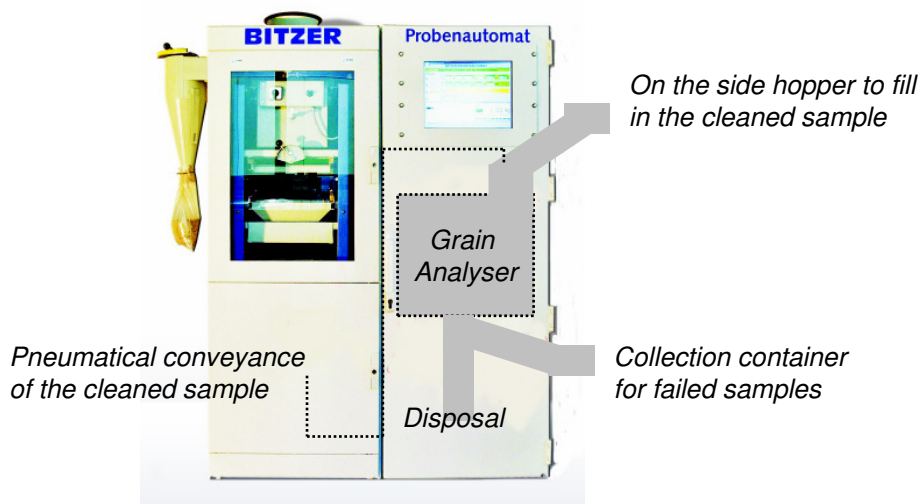 BITZER
Probenautomat
On the side hopper to fill
in the cleaned sample
Grain
Analyser
Pneumatical conveyance
of the cleaned sample
Collection container
for failed samples
Disposal